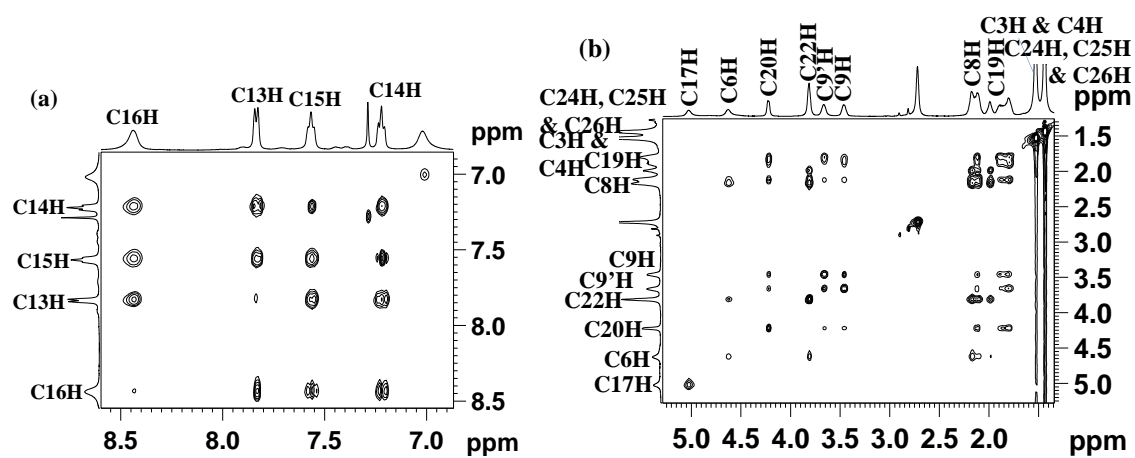 (a)
C16H
C13H
C15H
C14H
ppm
7.0
7.5
8.0
8.5
C14H
C15H
C13H
C16H
8.5
8.0
7.5
7.0
ppm
(b)
C17H
C6H
C20H
C22H
C9'H
C9H
C8H
C19H
C3H & C4H
C24H, C25H
& C26H
ppm
1.5
2.0
2.5
3.0
3.5
4.0
4.5
5.0
C24H, C25H
& C26H
C3H &
C19H
C4H
C8H
C9H
C9'H
C22H
C20H
C6H
C17H
5.0
4.5
4.0
3.5
3.0
2.5
2.0
ppm